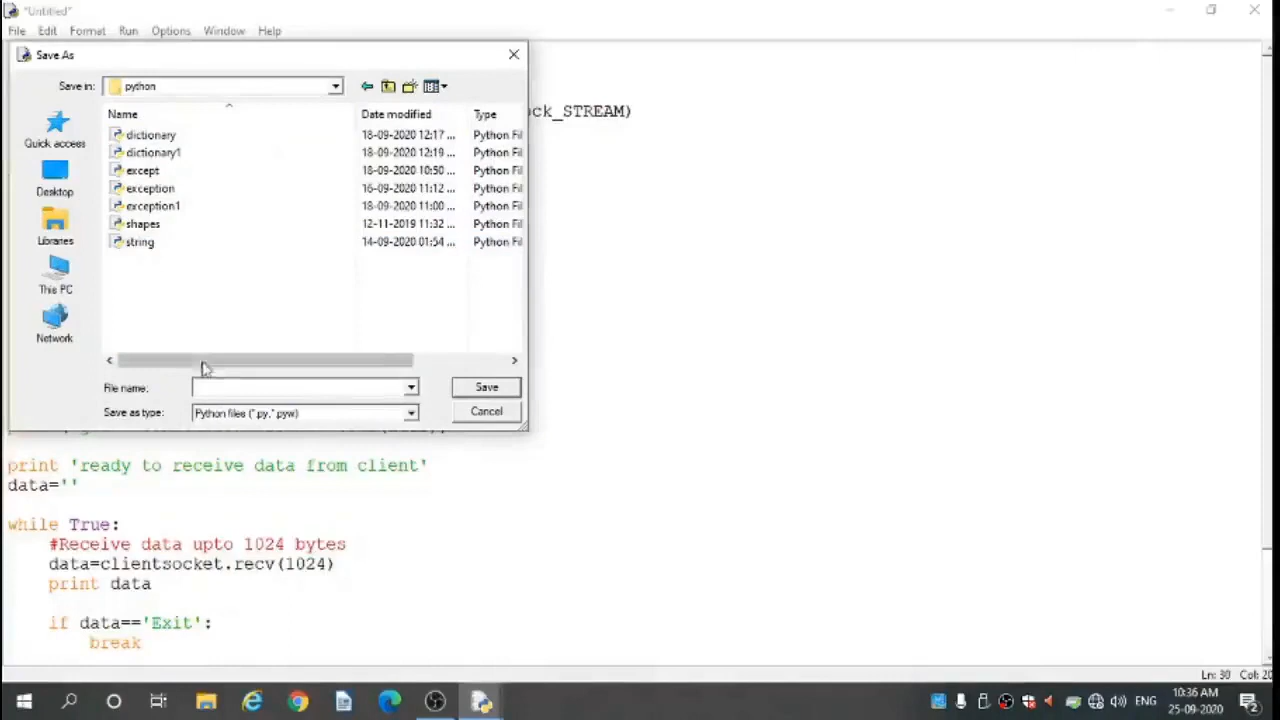 *Untitled*
File Edit Format Run Options Window Help
Save As
Save in: python
ock_STREAM)
Name Date modified Type
dictionary 18-09-2020 12:17 ... Python Fil
dictionary1 18-09-2020 12:19 ... Python Fil
except 18-09-2020 10:50 ... Python Fil
exception 16-09-2020 11:12 ... Python Fil
exception1 18-09-2020 11:00 ... Python Fil
shapes 12-11-2019 11:32 ... Python Fil
string 14-09-2020 01:54 ... Python Fil
Quick access
Desktop
Libraries
This PC
Network
File name: Save
Save as type: Python files (*.py,*.pyw) Cancel
print 'ready to receive data from client'
data=''
while True:
#Receive data upto 1024 bytes
data=clientsocket.recv(1024)
print data
if data=='Exit':
break
Ln: 30 Col: 20
ENG 10:36 AM
25-09-2020 2